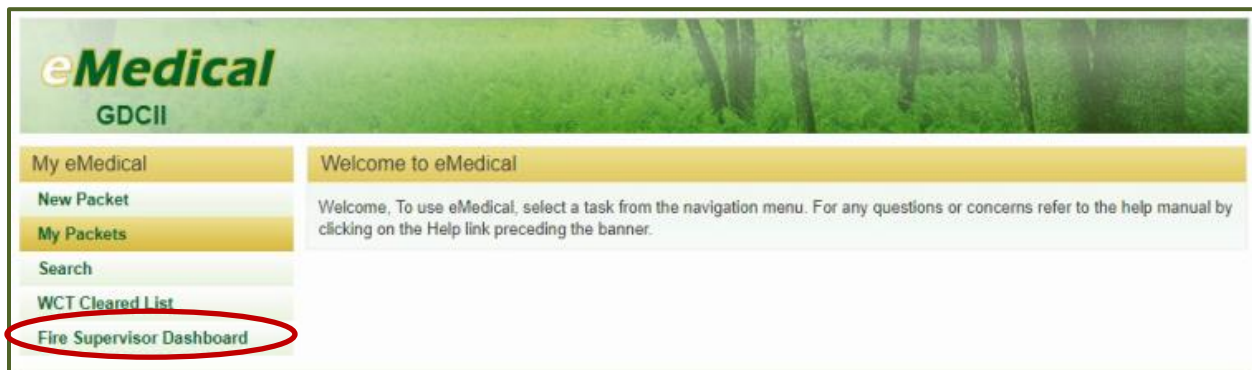 eMedical
GDCII
My eMedical
New Packet
My Packets
Search
WCT Cleared List
Fire Supervisor Dashboard
Welcome to eMedical
Welcome, To use eMedical, select a task from the navigation menu. For any questions or concerns refer to the help manual by
clicking on the Help link preceding the banner.